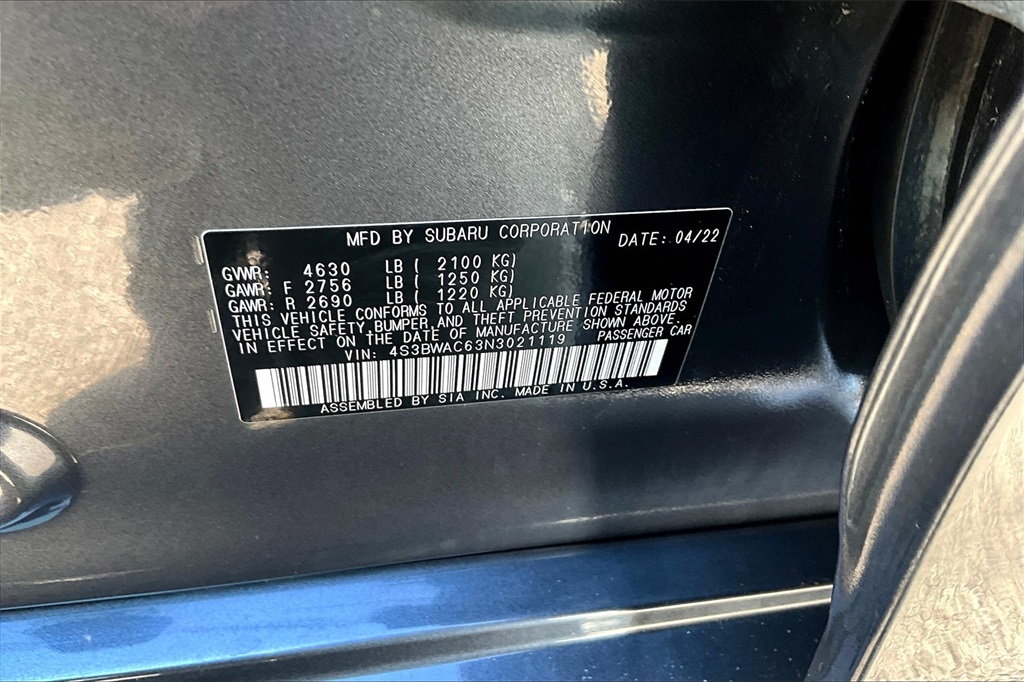 MFD BY SUBARU CORPORATION DATE: 04/22
GVWR: 4630 LB ( 2100 KG)
GAWR: F 2756 LB ( 1250 KG)
GAWR: R 2690 LB ( 1220 KG)
THIS VEHICLE CONFORMS TO ALL APPLICABLE FEDERAL MOTOR
VEHICLE SAFETY, BUMPER, AND THEFT PREVENTION STANDARDS
IN EFFECT ON THE DATE OF MANUFACTURE SHOWN ABOVE.
VIN: 4S3BWAC63N3021119 PASSENGER CAR
ASSEMBLED BY SIA INC. MADE IN U.S.A.